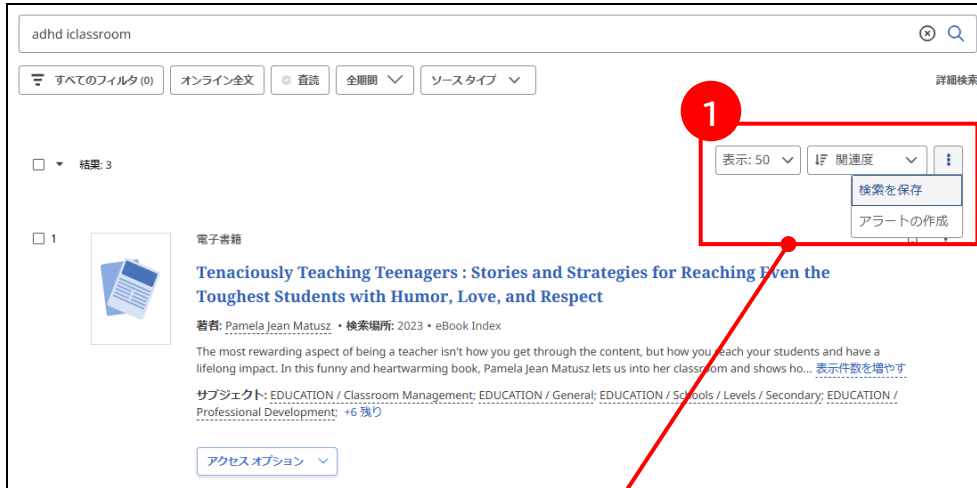 adhd iclassroom
すべてのフィルタ (0) オンライン全文 査読 全期間 ソース タイプ 詳細検索
1
結果: 3 表示: 50 関連度
検索を保存
アラートの作成
1 電子書籍
Tenaciously Teaching Teenagers : Stories and Strategies for Reaching Even the
Toughest Students with Humor, Love, and Respect
著者: Pamela Jean Matusz • 検索場所: 2023 • eBook Index
The most rewarding aspect of being a teacher isn't how you get through the content, but how you reach your students and have a
lifelong impact. In this funny and heartwarming book, Pamela Jean Matusz lets us into her classroom and shows ho... 表示件数を増やす
サブジェクト: EDUCATION / Classroom Management; EDUCATION / General; EDUCATION / Schools / Levels / Secondary; EDUCATION /
Professional Development; +6 残り
アクセス オプション